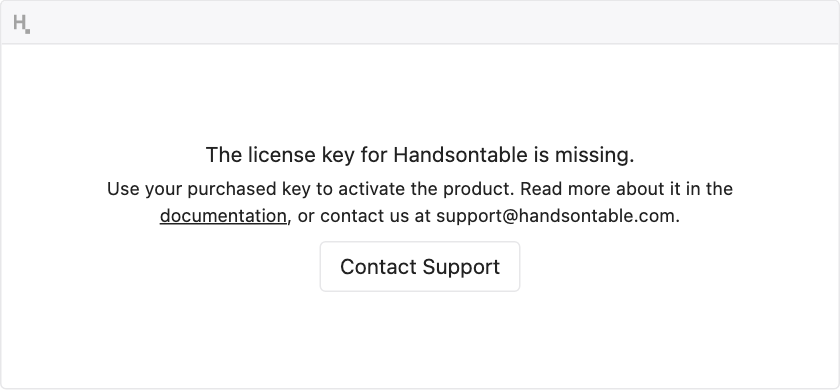 H.
The license key for Handsontable is missing.
Use your purchased key to activate the product. Read more about it in the
documentation, or contact us at support@handsontable.com.
Contact Support